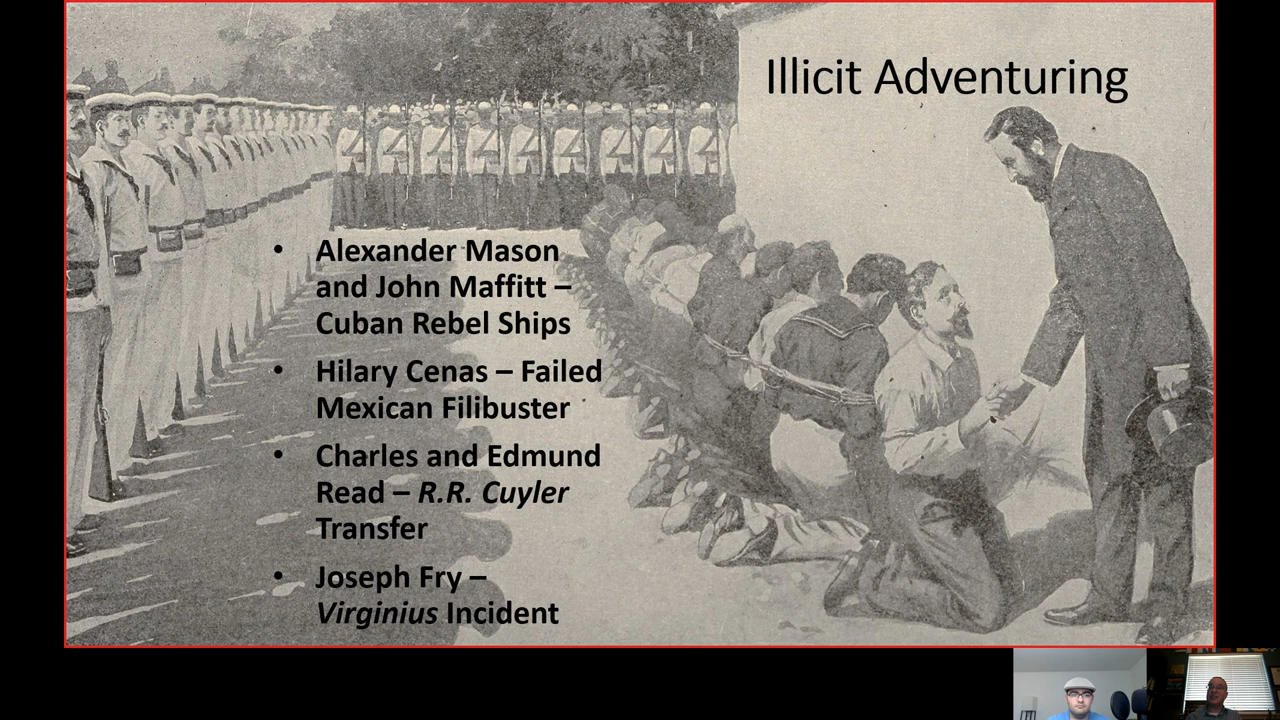 Illicit Adventuring
• Alexander Mason
and John Maffitt –
Cuban Rebel Ships
• Hilary Cenas – Failed
Mexican Filibuster
• Charles and Edmund
Read – R.R. Cuyler
Transfer
• Joseph Fry –
Virginius Incident